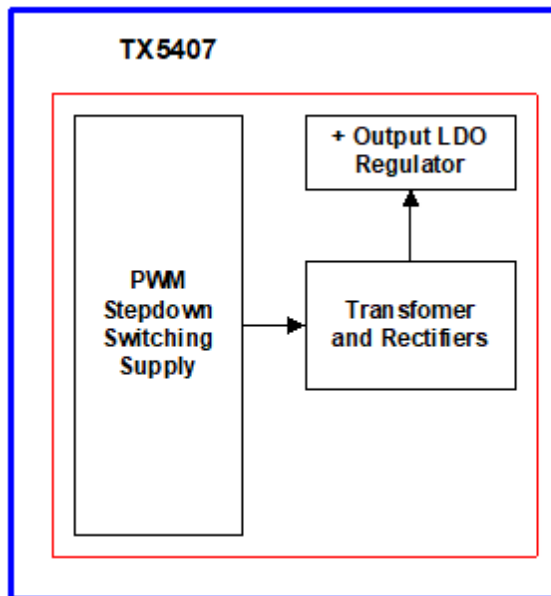 TX5407
+ Output LDO
Regulator
PWM
Stepdown
Switching
Supply
Transfomer
and Rectifiers